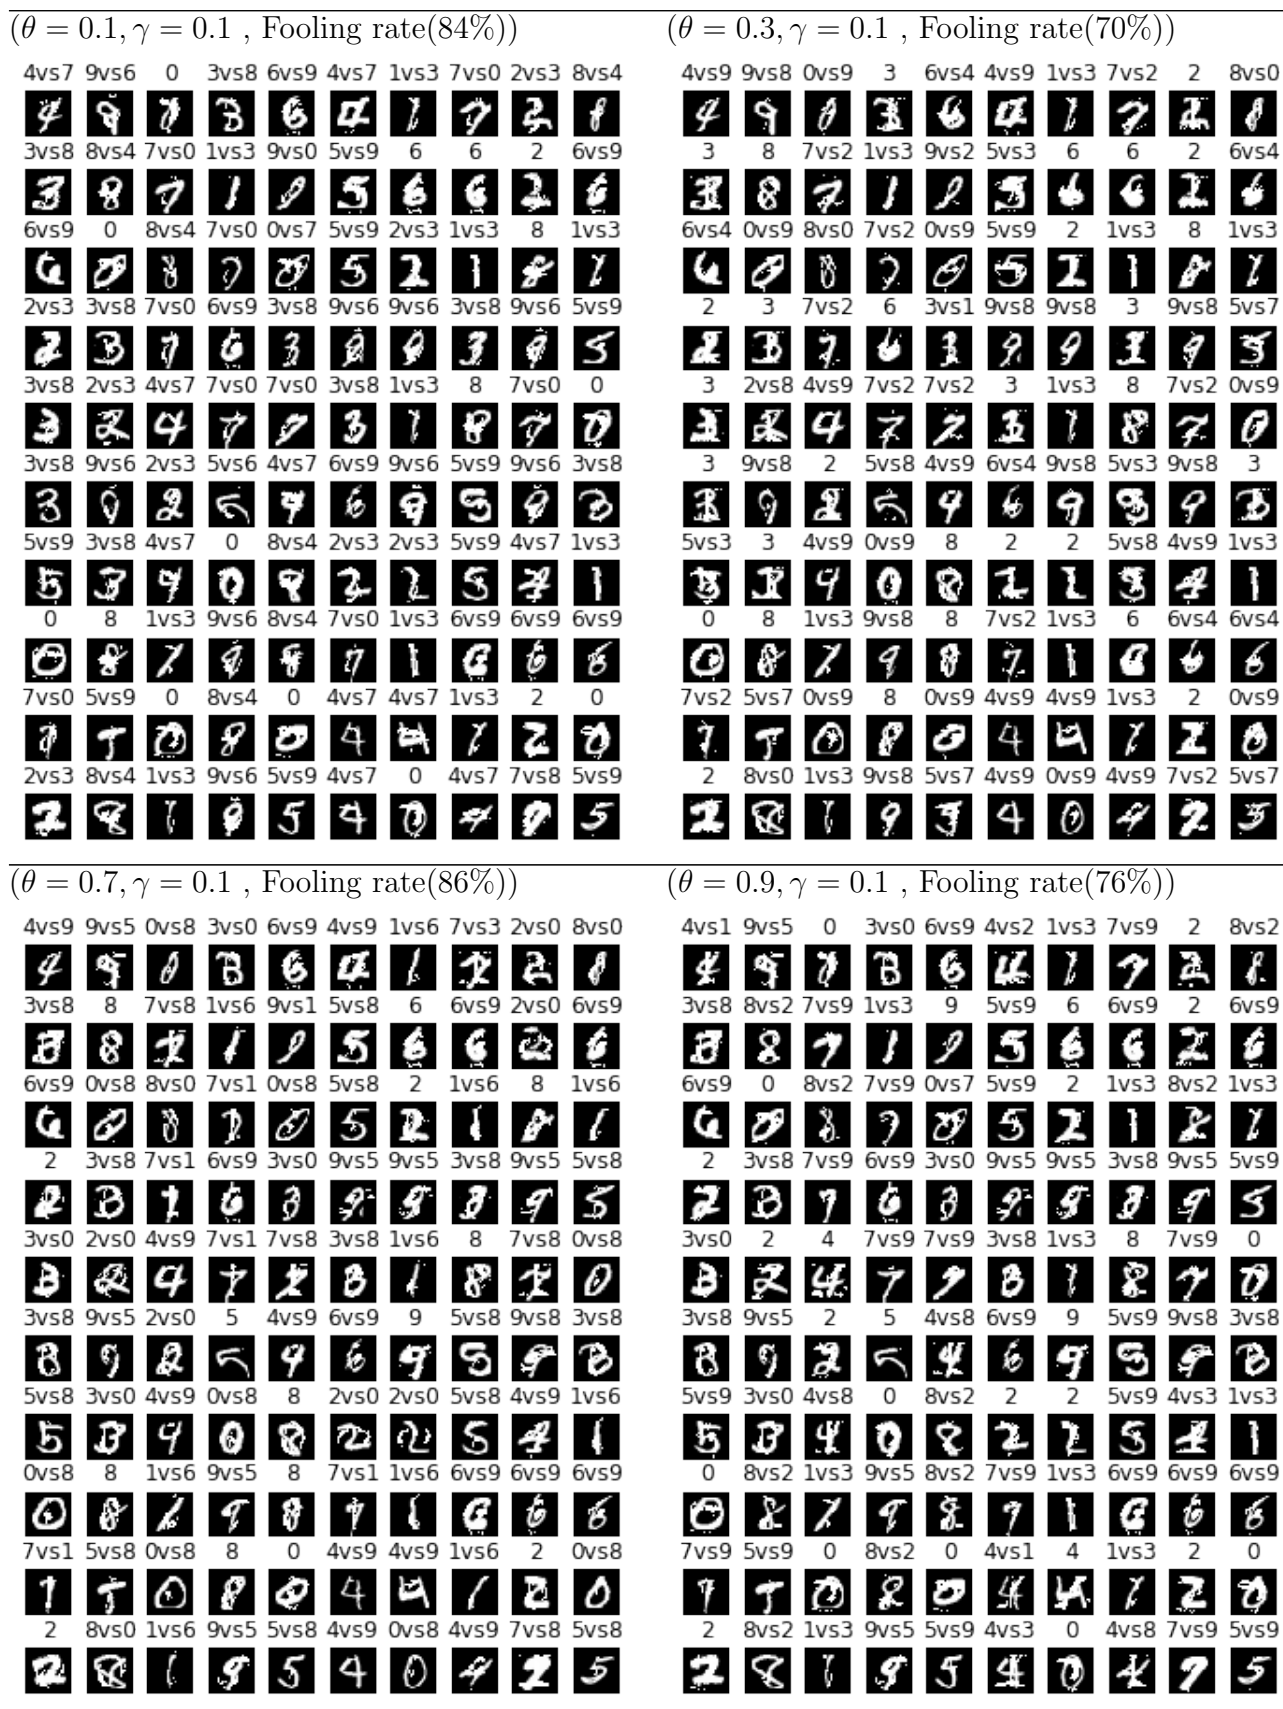 (θ = 0.1, γ = 0.1 , Fooling rate(84%))
4vs7 9vs6 0 3vs8 6vs9 4vs7 1vs3 7vs0 2vs3 8vs4
3vs8 8vs4 7vs0 1vs3 9vs0 5vs9 6 6 2 6vs9
6vs9 0 8vs4 7vs0 0vs7 5vs9 2vs3 1vs3 8 1vs3
2vs3 3vs8 7vs0 6vs9 3vs8 9vs6 9vs6 3vs8 9vs6 5vs9
3vs8 2vs3 4vs7 7vs0 7vs0 3vs8 1vs3 8 7vs0 0
3vs8 9vs6 2vs3 5vs6 4vs7 6vs9 9vs6 5vs9 9vs6 3vs8
5vs9 3vs8 4vs7 0 8vs4 2vs3 2vs3 5vs9 4vs7 1vs3
0 8 1vs3 9vs6 8vs4 7vs0 1vs3 6vs9 6vs9 6vs9
7vs0 5vs9 0 8vs4 0 4vs7 4vs7 1vs3 2 0
2vs3 8vs4 1vs3 9vs6 5vs9 4vs7 0 4vs7 7vs8 5vs9
(θ = 0.3, γ = 0.1 , Fooling rate(70%))
4vs9 9vs8 0vs9 3 6vs4 4vs9 1vs3 7vs2 2 8vs0
3 8 7vs2 1vs3 9vs2 5vs3 6 6 2 6vs4
6vs4 0vs9 8vs0 7vs2 0vs9 5vs9 2 1vs3 8 1vs3
2 3 7vs2 6 3vs1 9vs8 9vs8 3 9vs8 5vs7
3 2vs8 4vs9 7vs2 7vs2 3 1vs3 8 7vs2 0vs9
3 9vs8 2 5vs8 4vs9 6vs4 9vs8 5vs3 9vs8 3
5vs3 3 4vs9 0vs9 8 2 2 5vs8 4vs9 1vs3
0 8 1vs3 9vs8 8 7vs2 1vs3 6 6vs4 6vs4
7vs2 5vs7 0vs9 8 0vs9 4vs9 4vs9 1vs3 2 0vs9
2 8vs0 1vs3 9vs8 5vs7 4vs9 0vs9 4vs9 7vs2 5vs7
(θ = 0.7, γ = 0.1 , Fooling rate(86%))
4vs9 9vs5 0vs8 3vs0 6vs9 4vs9 1vs6 7vs3 2vs0 8vs0
3vs8 8 7vs8 1vs6 9vs1 5vs8 6 6vs9 2vs0 6vs9
6vs9 0vs8 8vs0 7vs1 0vs8 5vs8 2 1vs6 8 1vs6
2 3vs8 7vs1 6vs9 3vs0 9vs5 9vs5 3vs8 9vs5 5vs8
3vs0 2vs0 4vs9 7vs1 7vs8 3vs8 1vs6 8 7vs8 0vs8
3vs8 9vs5 2vs0 5 4vs9 6vs9 9 5vs8 9vs8 3vs8
5vs8 3vs0 4vs9 0vs8 8 2vs0 2vs0 5vs8 4vs9 1vs6
0vs8 8 1vs6 9vs5 8 7vs1 1vs6 6vs9 6vs9 6vs9
7vs1 5vs8 0vs8 8 0 4vs9 4vs9 1vs6 2 0vs8
2 8vs0 1vs6 9vs5 5vs8 4vs9 0vs8 4vs9 7vs8 5vs8
(θ = 0.9, γ = 0.1 , Fooling rate(76%))
4vs1 9vs5 0 3vs0 6vs9 4vs2 1vs3 7vs9 2 8vs2
3vs8 8vs2 7vs9 1vs3 9 5vs9 6 6vs9 2 6vs9
6vs9 0 8vs2 7vs9 0vs7 5vs9 2 1vs3 8vs2 1vs3
2 3vs8 7vs9 6vs9 3vs0 9vs5 9vs5 3vs8 9vs5 5vs9
3vs0 2 4 7vs9 7vs9 3vs8 1vs3 8 7vs9 0
3vs8 9vs5 2 5 4vs8 6vs9 9 5vs9 9vs8 3vs8
5vs9 3vs0 4vs8 0 8vs2 2 2 5vs9 4vs3 1vs3
0 8vs2 1vs3 9vs5 8vs2 7vs9 1vs3 6vs9 6vs9 6vs9
7vs9 5vs9 0 8vs2 0 4vs1 4 1vs3 2 0
2 8vs2 1vs3 9vs5 5vs9 4vs3 0 4vs8 7vs9 5vs9